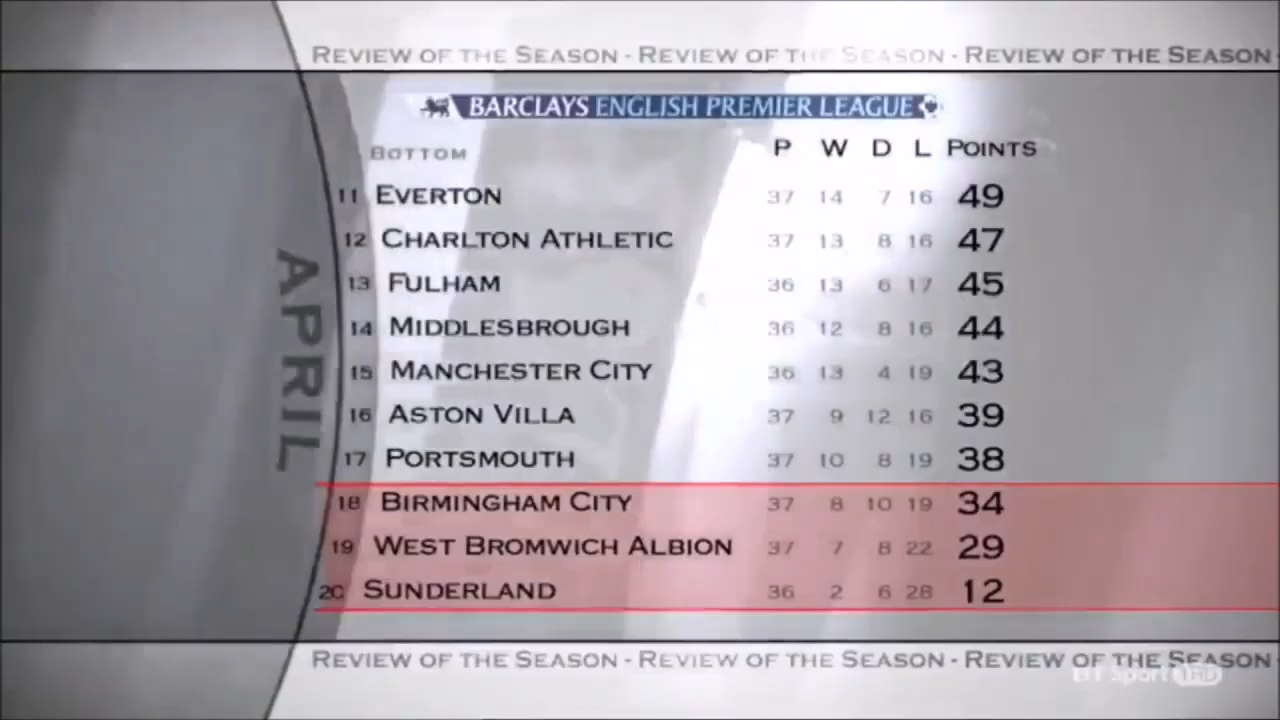 REVIEW OF THE SEASON - REVIEW OF THE SEASON - REVIEW OF THE SEASON -
BARCLAYS ENGLISH PREMIER LEAGUE
BOTTOM P W D L POINTS
11 EVERTON 37 14 7 16 49
12 CHARLTON ATHLETIC 37 13 8 16 47
13 FULHAM 36 13 6 17 45
14 MIDDLESBROUGH 36 12 8 16 44
15 MANCHESTER CITY 36 13 4 19 43
16 ASTON VILLA 37 9 12 16 39
17 PORTSMOUTH 37 10 8 19 38
18 BIRMINGHAM CITY 37 8 10 19 34
19 WEST BROMWICH ALBION 37 7 8 22 29
20 SUNDERLAND 36 2 6 28 12
APRIL
REVIEW OF THE SEASON - REVIEW OF THE SEASON - REVIEW OF THE SEASON -
BT Sport 1 HD